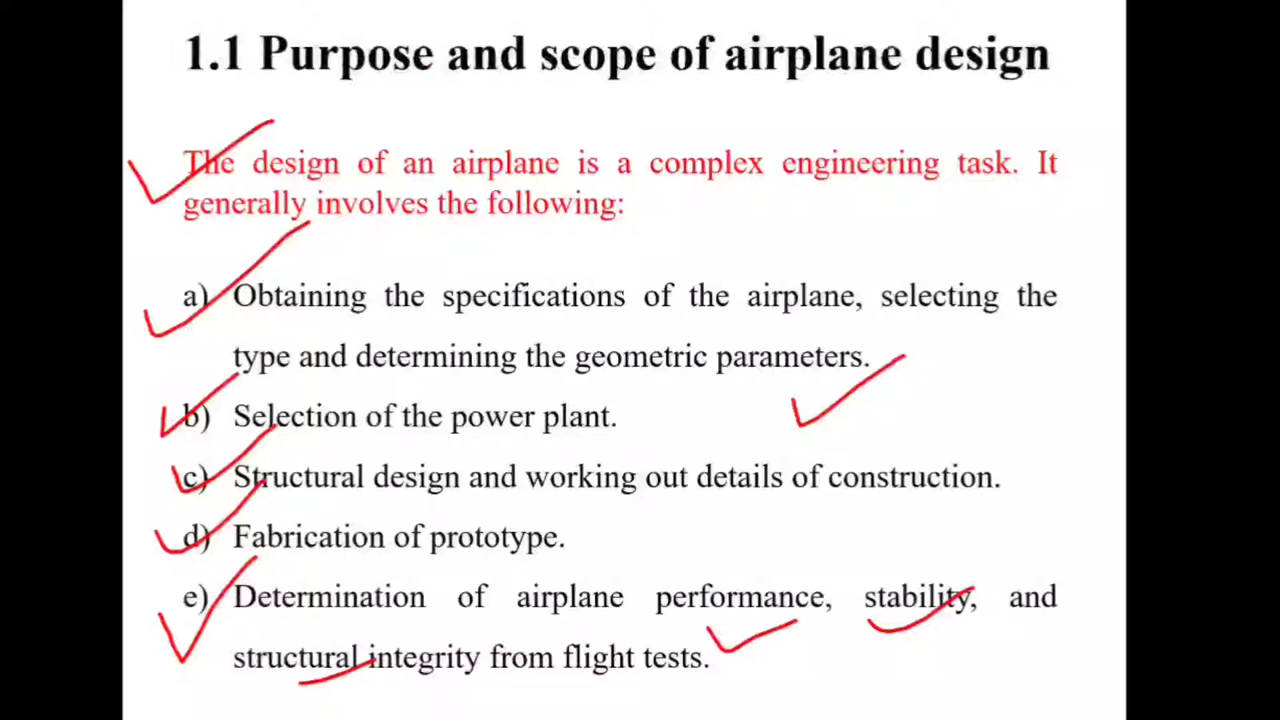 1.1 Purpose and scope of airplane design
The design of an airplane is a complex engineering task. It
generally involves the following:
a) Obtaining the specifications of the airplane, selecting the
type and determining the geometric parameters.
b) Selection of the power plant.
c) Structural design and working out details of construction.
d) Fabrication of prototype.
e) Determination of airplane performance, stability, and
structural integrity from flight tests.